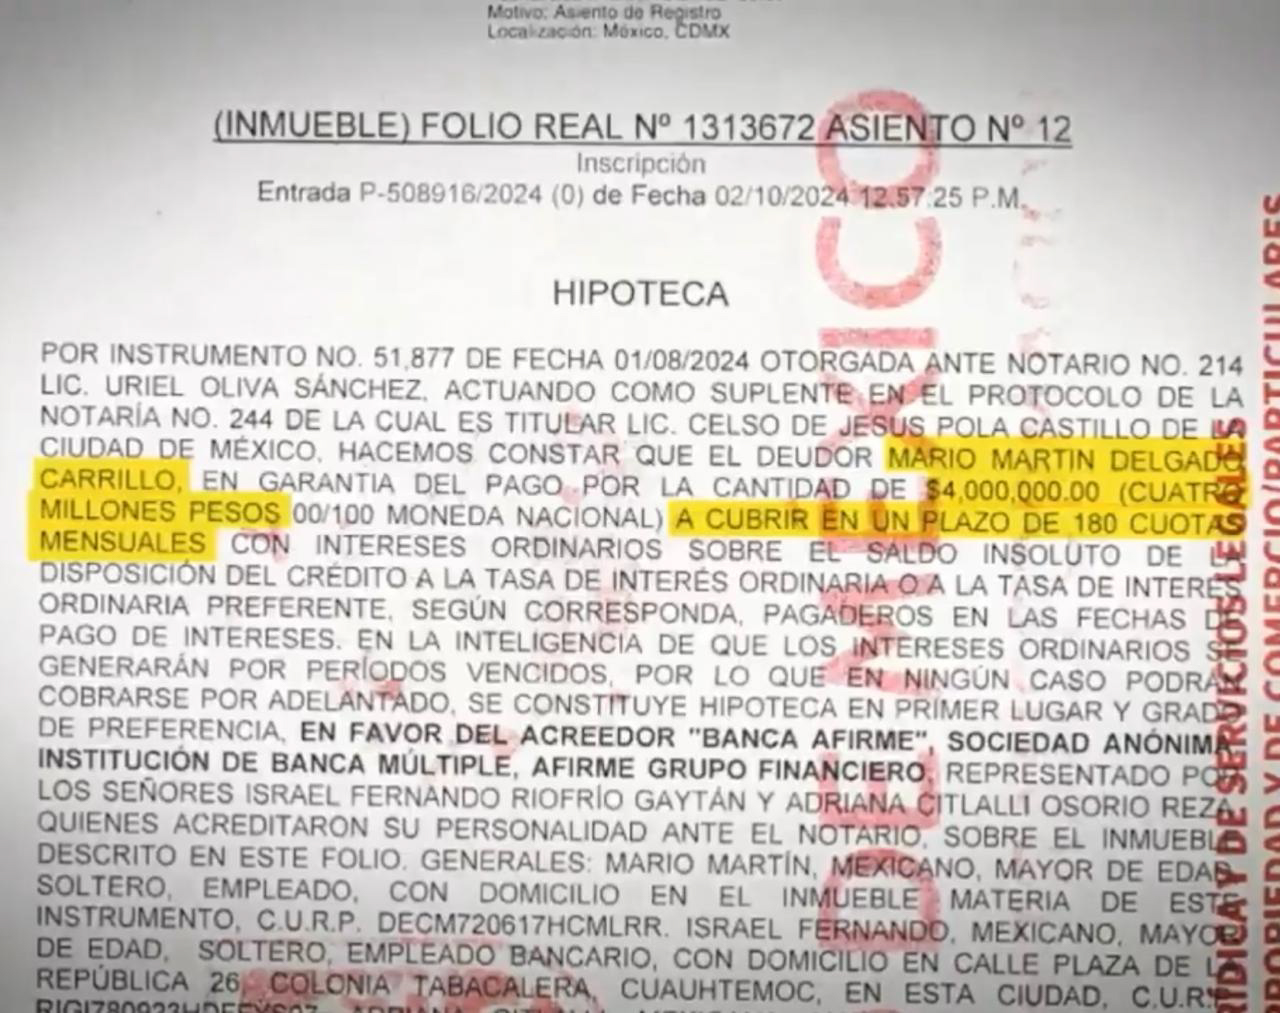 Motivo: Asiento de Registro
Localización: México, CDMX
(INMUEBLE) FOLIO REAL Nº 1313672 ASIENTO Nº 12
Inscripción
Entrada P-508916/2024 (0) de Fecha 02/10/2024 12.57:25 P.M.
HIPOTECA
POR INSTRUMENTO NO. 51,877 DE FECHA 01/08/2024 OTORGADA ANTE NOTARIO NO. 214
LIC. URIEL OLIVA SÁNCHEZ, ACTUANDO COMO SUPLENTE EN EL PROTOCOLO DE LA
NOTARÍA NO. 244 DE LA CUAL ES TITULAR LIC. CELSO DE JESUS POLA CASTILLO DE LA
CIUDAD DE MÉXICO, HACEMOS CONSTAR QUE EL DEUDOR MARIO MARTIN DELGADO
CARRILLO, EN GARANTIA DEL PAGO POR LA CANTIDAD DE $4,000,000.00 (CUATRO
MILLONES PESOS 00/100 MONEDA NACIONAL) A CUBRIR EN UN PLAZO DE 180 CUOTAS
MENSUALES CON INTERESES ORDINARIOS SOBRE EL SALDO INSOLUTO DE LA
DISPOSICIÓN DEL CRÉDITO A LA TASA DE INTERÉS ORDINARIA O A LA TASA DE INTERES
ORDINARIA PREFERENTE, SEGÚN CORRESPONDA, PAGADEROS EN LAS FECHAS DE
PAGO DE INTERESES. EN LA INTELIGENCIA DE QUE LOS INTERESES ORDINARIOS SE
GENERARÁN POR PERÍODOS VENCIDOS, POR LO QUE EN NINGÚN CASO PODRÁN
COBRARSE POR ADELANTADO, SE CONSTITUYE HIPOTECA EN PRIMER LUGAR Y GRADO
DE PREFERENCIA, EN FAVOR DEL ACREEDOR "BANCA AFIRME", SOCIEDAD ANÓNIMA,
INSTITUCIÓN DE BANCA MÚLTIPLE, AFIRME GRUPO FINANCIERO, REPRESENTADO POR
LOS SEÑORES ISRAEL FERNANDO RIOFRÍO GAYTÁN Y ADRIANA CITLALLI OSORIO REZA,
QUIENES ACREDITARON SU PERSONALIDAD ANTE EL NOTARIO, SOBRE EL INMUEBLE
DESCRITO EN ESTE FOLIO. GENERALES: MARIO MARTÍN, MEXICANO, MAYOR DE EDAD,
SOLTERO, EMPLEADO, CON DOMICILIO EN EL INMUEBLE MATERIA DE ESTE
INSTRUMENTO, C.U.R.P. DECM720617HCMLRR. ISRAEL FERNANDO, MEXICANO, MAYOR
DE EDAD, SOLTERO, EMPLEADO BANCARIO, CON DOMICILIO EN CALLE PLAZA DE LA
REPÚBLICA 26, COLONIA TABACALERA, CUAUHTEMOC, EN ESTA CIUDAD, C.U.R.P.
DE MEXICO
RIDICA Y DE SERVICIOS LEGALES
PROPIEDAD Y DE COMERCIO/PARTICULARES